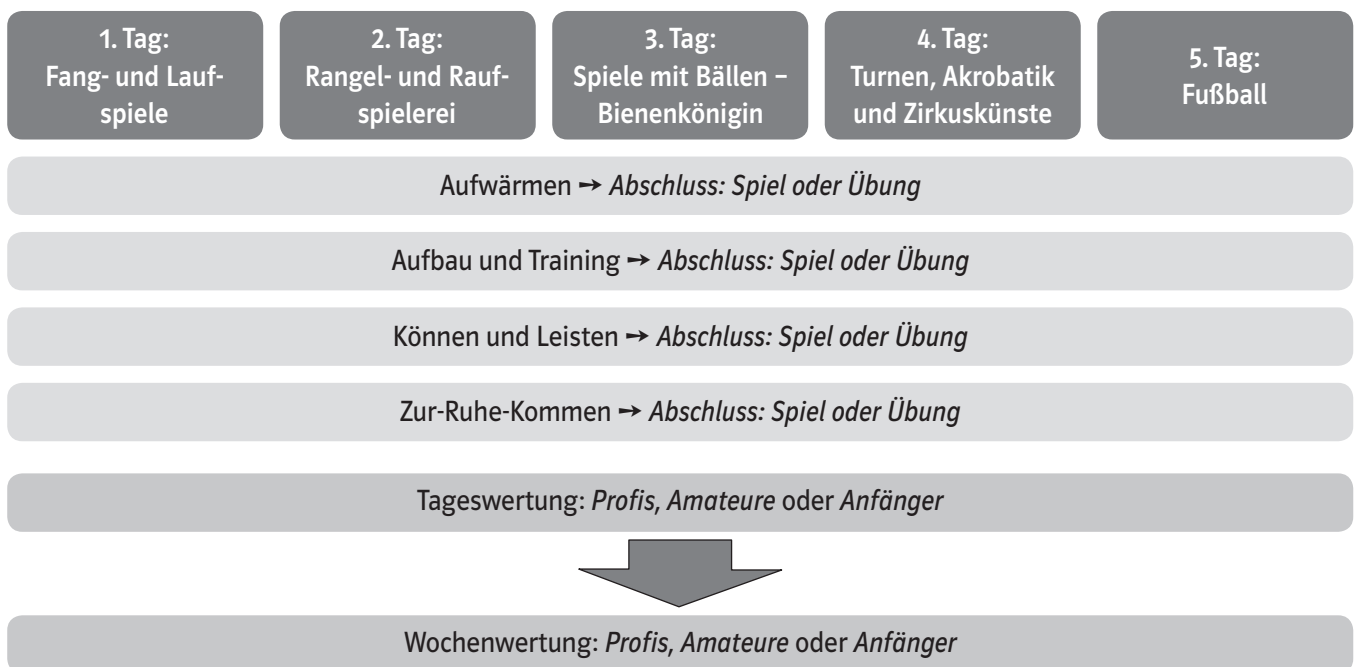 1. Tag:
Fang- und Lauf-
spiele
2. Tag:
Rangel- und Rauf-
spielerei
3. Tag:
Spiele mit Bällen –
Bienenkönigin
4. Tag:
Turnen, Akrobatik
und Zirkuskünste
5. Tag:
Fußball
Aufwärmen ➙ Abschluss: Spiel oder Übung
Aufbau und Training ➙ Abschluss: Spiel oder Übung
Können und Leisten ➙ Abschluss: Spiel oder Übung
Zur-Ruhe-Kommen ➙ Abschluss: Spiel oder Übung
Tageswertung: Profis, Amateure oder Anfänger
Wochenwertung: Profis, Amateure oder Anfänger